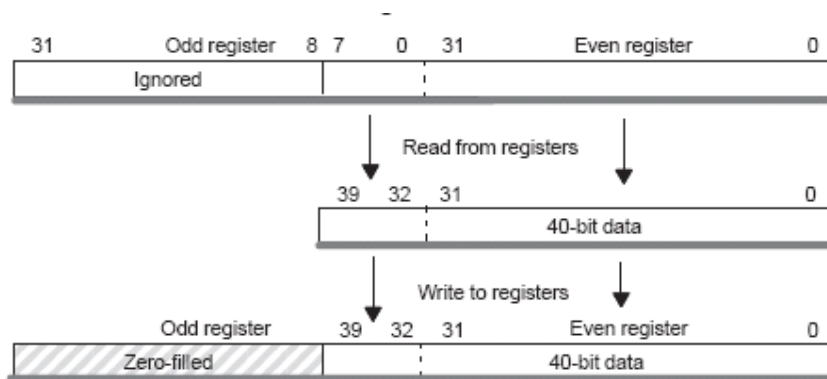 31 Odd register 8 7 0 31 Even register 0
Ignored
Read from registers
39 32 31 0
40-bit data
Write to registers
Odd register 39 32 31 Even register 0
Zero-filled 40-bit data